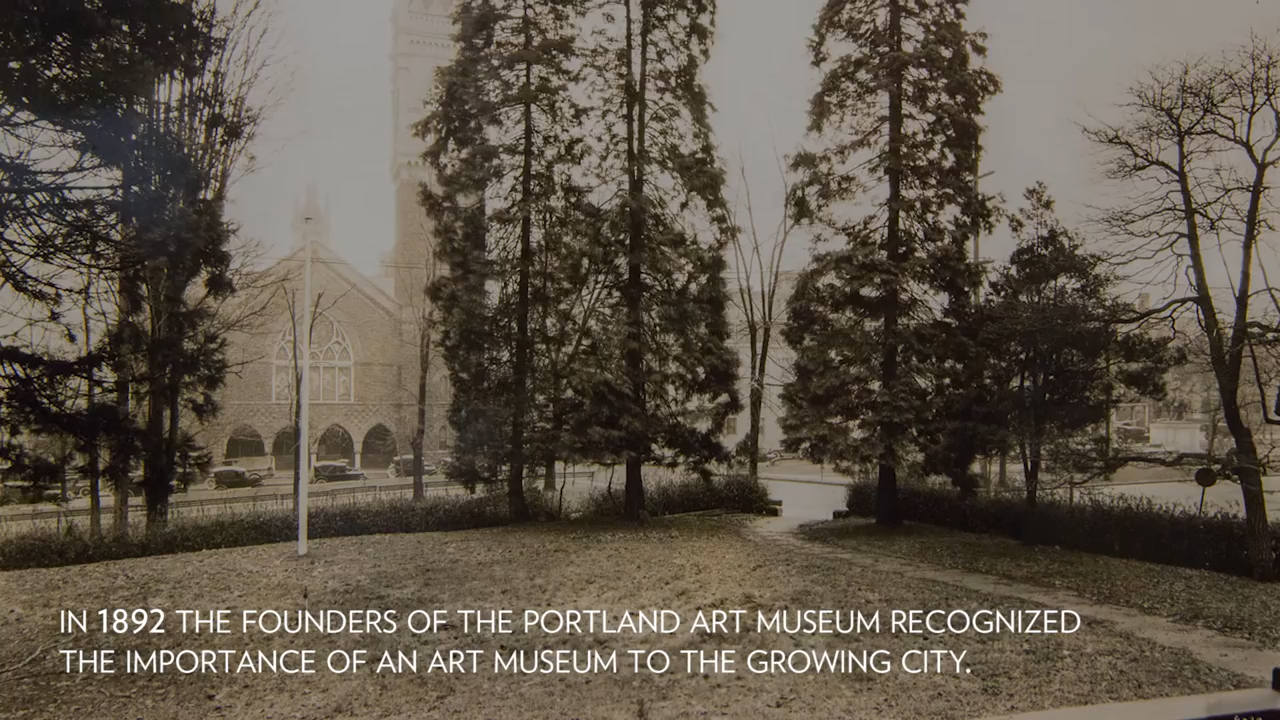 IN 1892 THE FOUNDERS OF THE PORTLAND ART MUSEUM RECOGNIZED
THE IMPORTANCE OF AN ART MUSEUM TO THE GROWING CITY.